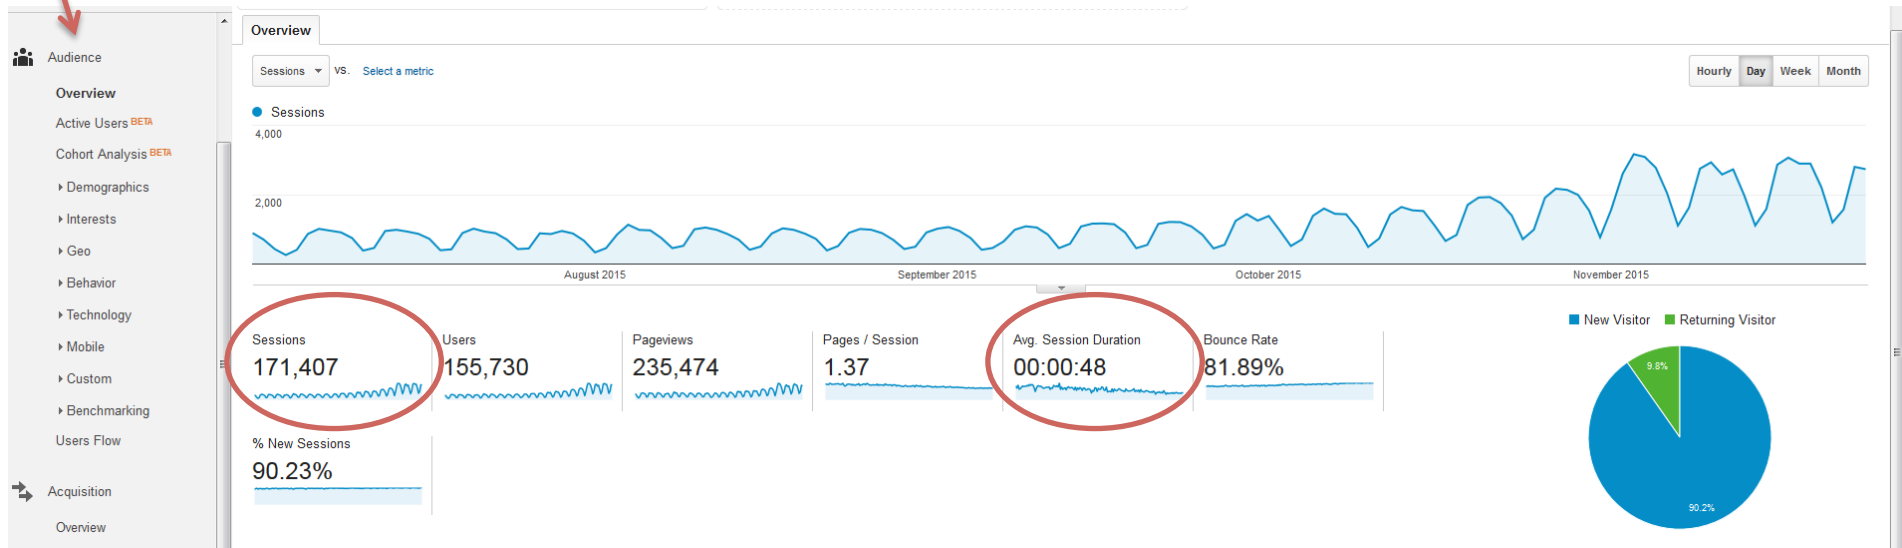 Audience
Overview
Active Users BETA
Cohort Analysis BETA
Demographics
Interests
Geo
Behavior
Technology
Mobile
Custom
Benchmarking
Users Flow
Acquisition
Overview
Overview
Sessions VS. Select a metric
Hourly Day Week Month
Sessions
4,000
2,000
August 2015 September 2015 October 2015 November 2015
Sessions
171,407
Users
155,730
Pageviews
235,474
Pages / Session
1.37
Avg. Session Duration
00:00:48
Bounce Rate
81.89%
% New Sessions
90.23%
New Visitor Returning Visitor
9.8%
90.2%